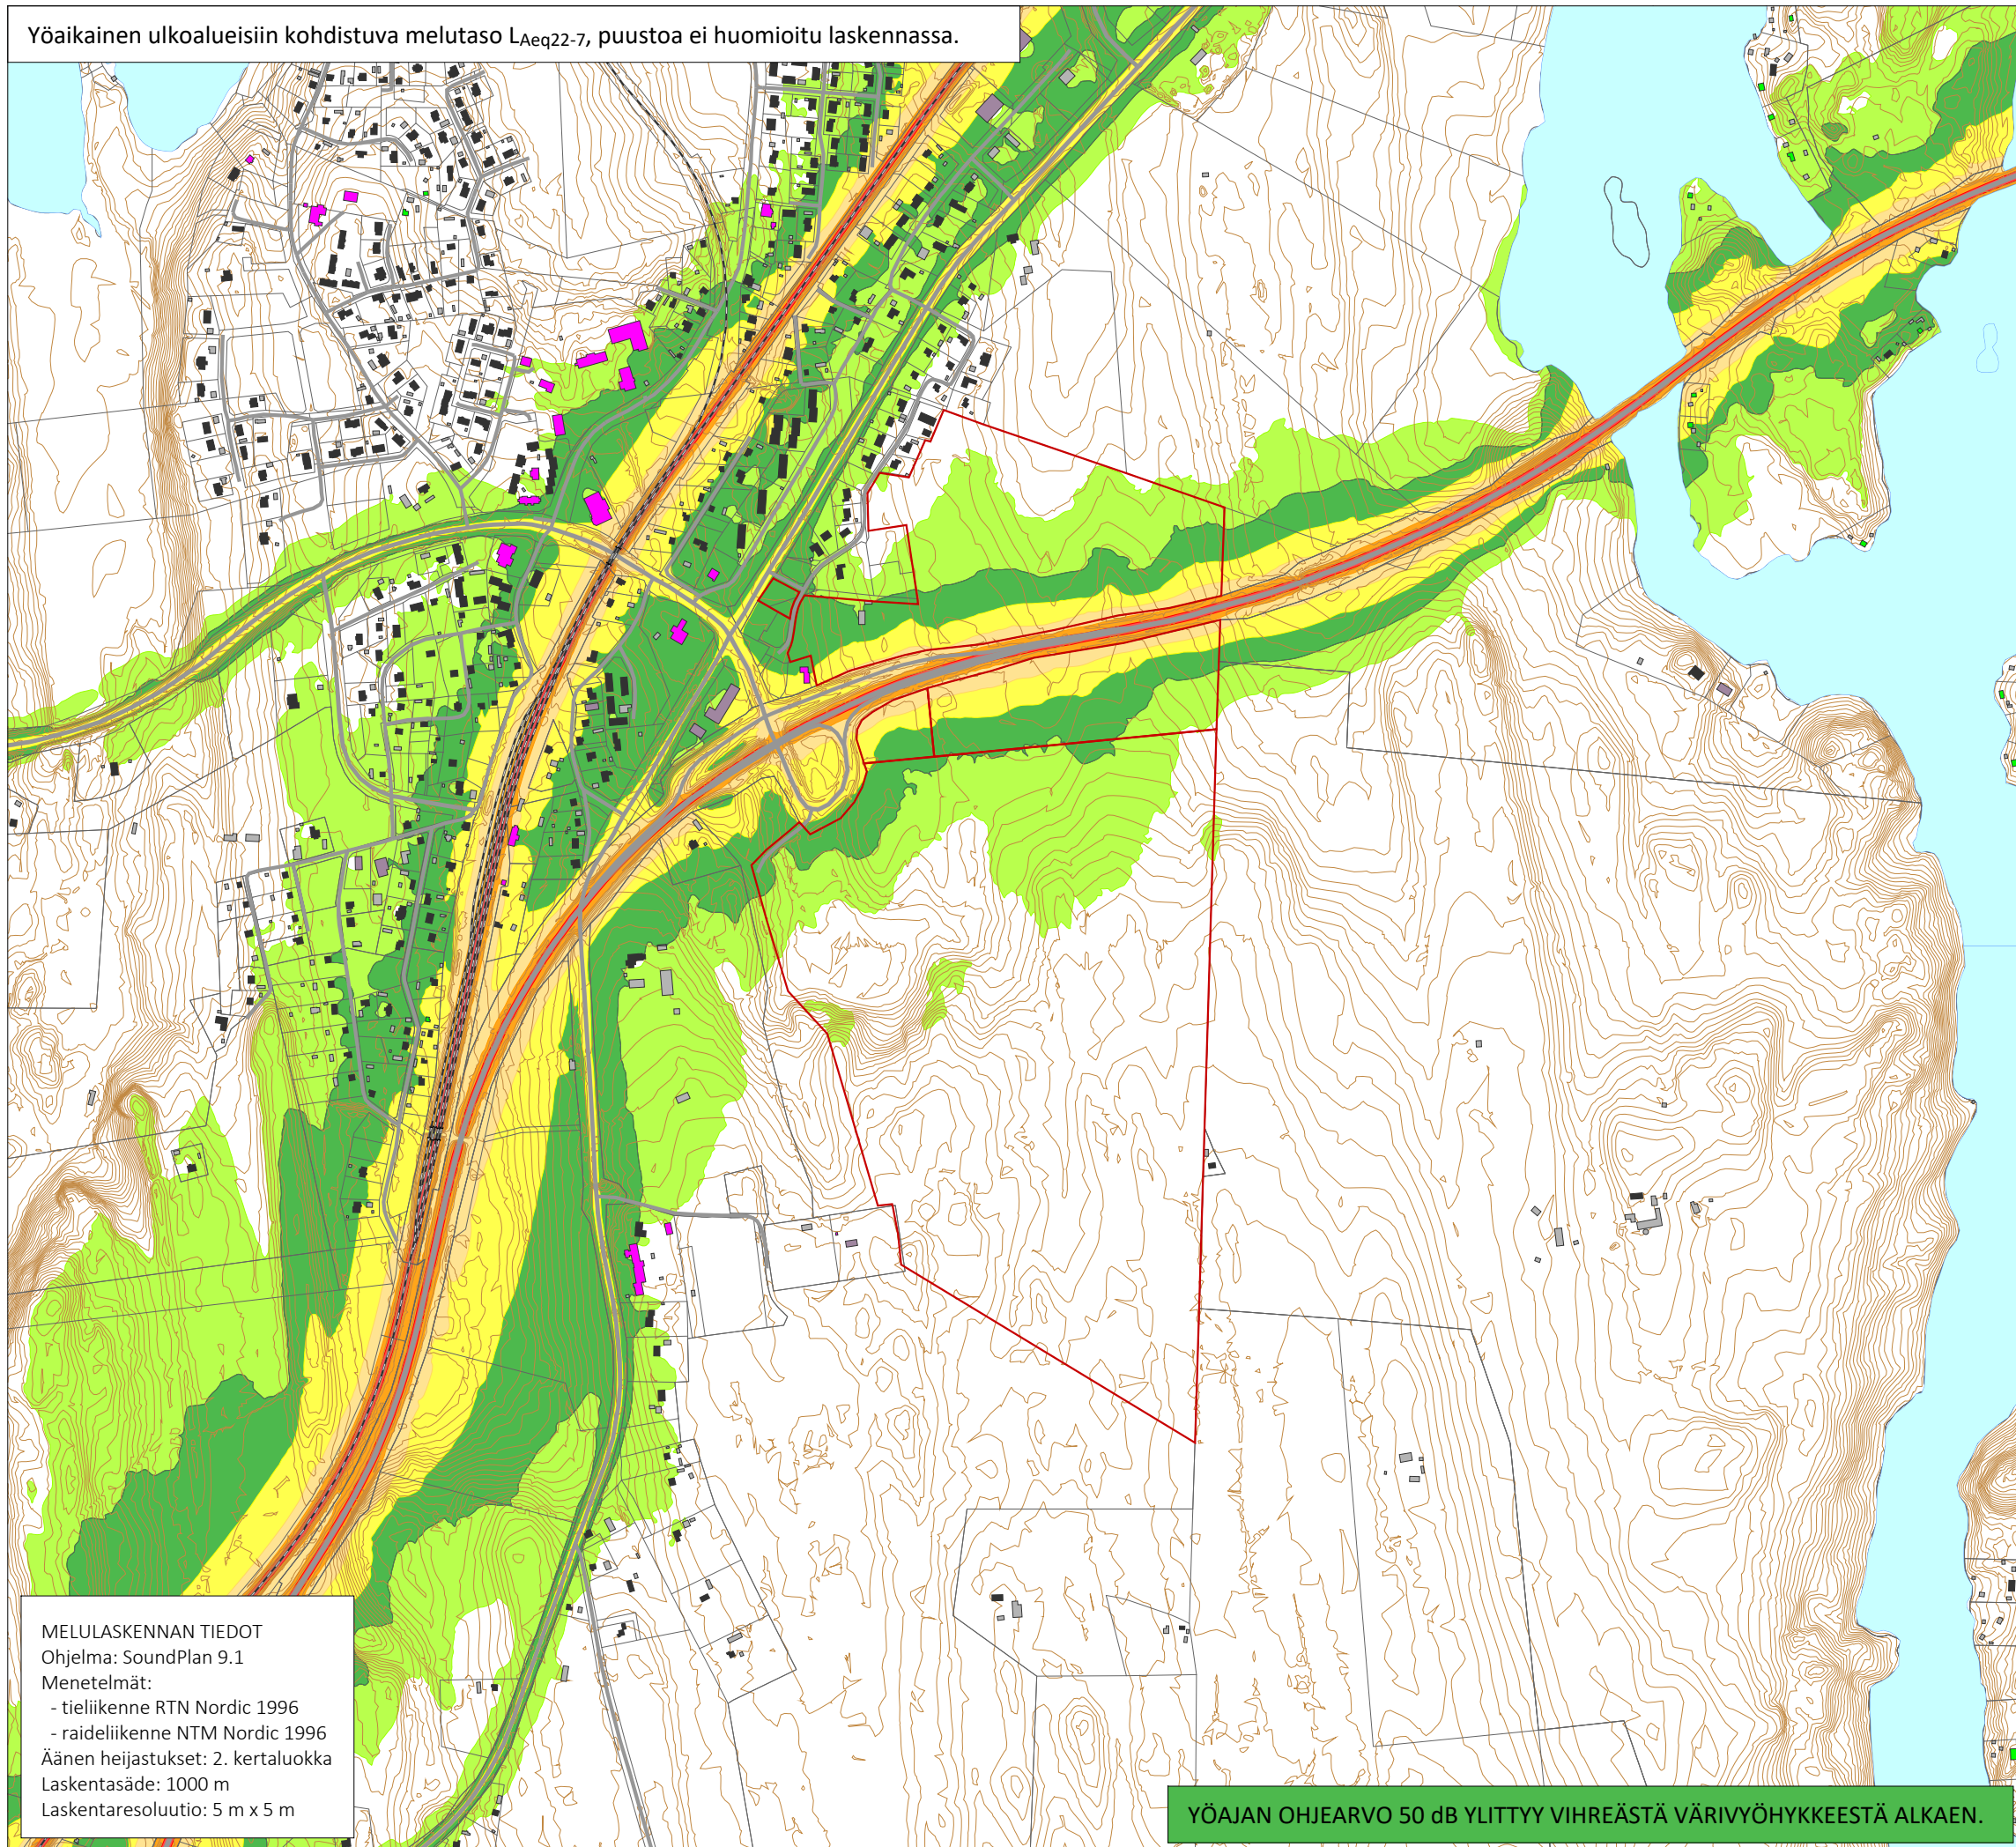 Yöaikainen ulkoalueisiin kohdistuva melutaso LAeq22-7, puustoa ei huomioitu laskennassa.
MELULASKENNAN TIEDOT
Ohjelma: SoundPlan 9.1
Menetelmät:
- tieliikenne RTN Nordic 1996
- raideliikenne NTM Nordic 1996
Äänen heijastukset: 2. kertaluokka
Laskentasäde: 1000 m
Laskentaresoluutio: 5 m x 5 m
YÖAJAN OHJEARVO 50 dB YLITTYY VIHREÄSTÄ VÄRIVYÖHYKKEESTÄ ALKAEN.